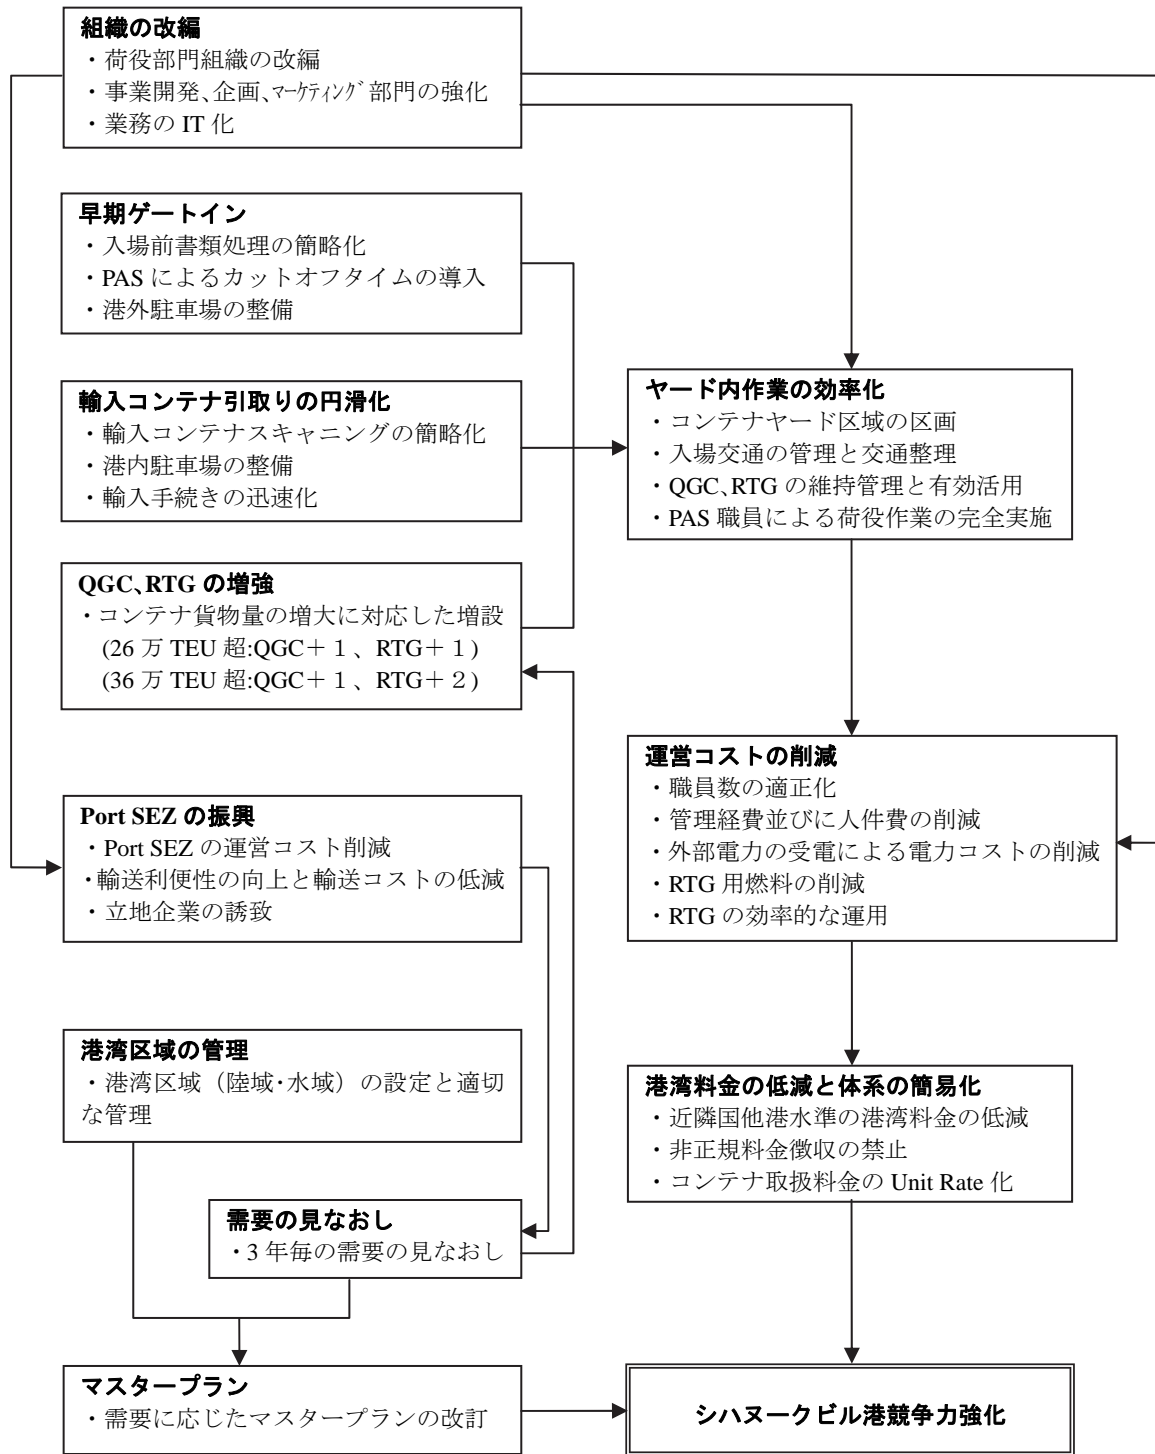 組織の改編
・荷役部門組織の改編
・事業開発、企画、マーケティング部門の強化
・業務の IT 化
早期ゲートイン
・入場前書類処理の簡略化
・PAS によるカットオフタイムの導入
・港外駐車場の整備
輸入コンテナ引取りの円滑化
・輸入コンテナスキャニングの簡略化
・港内駐車場の整備
・輸入手続きの迅速化
ヤード内作業の効率化
・コンテナヤード区域の区画
・入場交通の管理と交通整理
・QGC、RTG の維持管理と有効活用
・PAS 職員による荷役作業の完全実施
QGC、RTG の増強
・コンテナ貨物量の増大に対応した増設
(26 万 TEU 超:QGC＋１、RTG＋１)
(36 万 TEU 超:QGC＋１、RTG＋２)
運営コストの削減
・職員数の適正化
・管理経費並びに人件費の削減
・外部電力の受電による電力コストの削減
・RTG 用燃料の削減
・RTG の効率的な運用
Port SEZ の振興
・Port SEZ の運営コスト削減
・輸送利便性の向上と輸送コストの低減
・立地企業の誘致
港湾区域の管理
・港湾区域（陸域・水域）の設定と適切
な管理
港湾料金の低減と体系の簡易化
・近隣国他港水準の港湾料金の低減
・非正規料金徴収の禁止
・コンテナ取扱料金の Unit Rate 化
需要の見なおし
・3 年毎の需要の見なおし
マスタープラン
・需要に応じたマスタープランの改訂
シハヌークビル港競争力強化